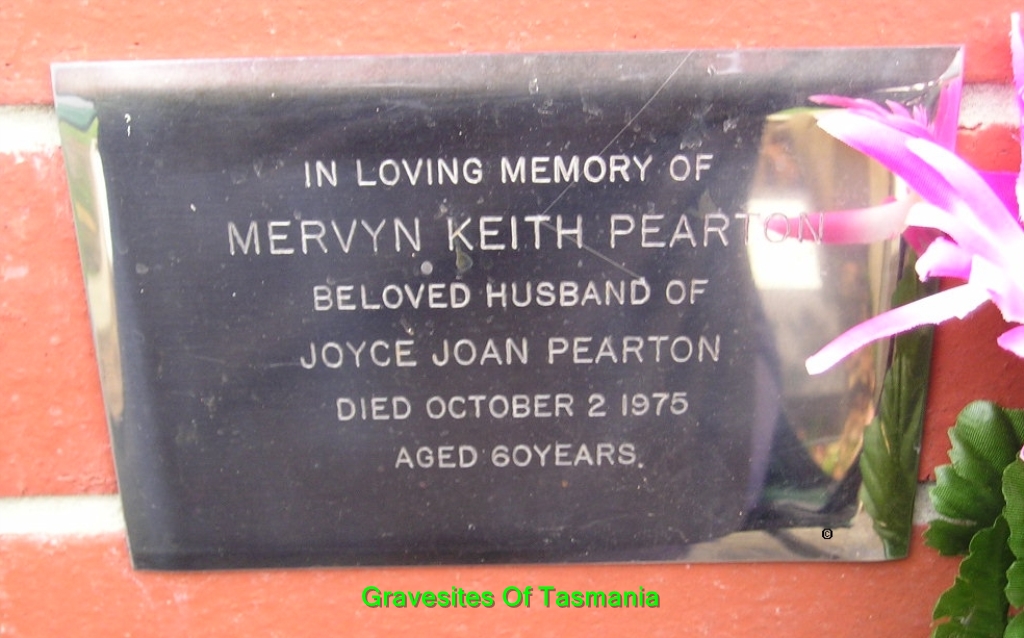 IN LOVING MEMORY OF
MERVYN KEITH PEARTON
BELOVED HUSBAND OF
JOYCE JOAN PEARTON
DIED OCTOBER 2 1975
AGED 60YEARS.
©
Gravesites Of Tasmania